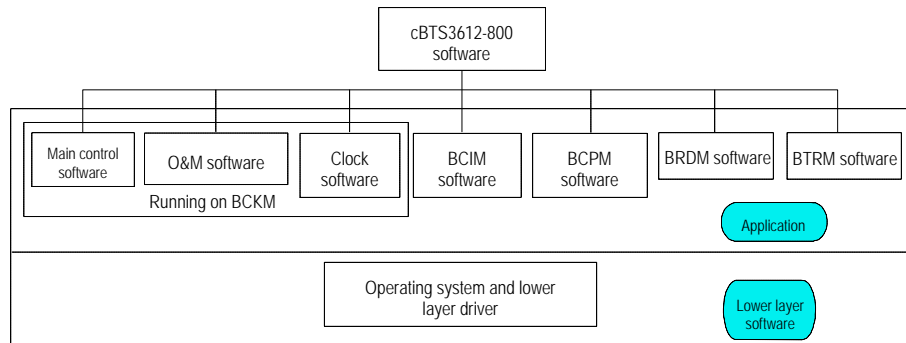 cBTS3612-800
software
Main control
software
O&M software
Clock
software
BCIM
software
BCPM
software
BRDM software
BTRM software
Running on BCKM
Application
Operating system and lower
layer driver
Lower layer
software